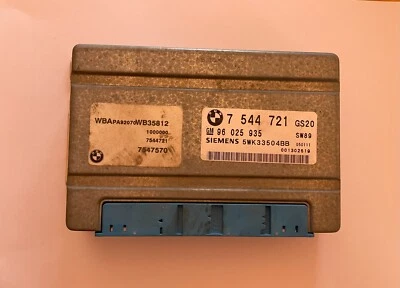 WBAPA92070WB35812
1000000
7544721
7547570
7 544 721 GS20
GM 96 025 935 SW69
SIEMENS 5WK33504BB 050111
001302619